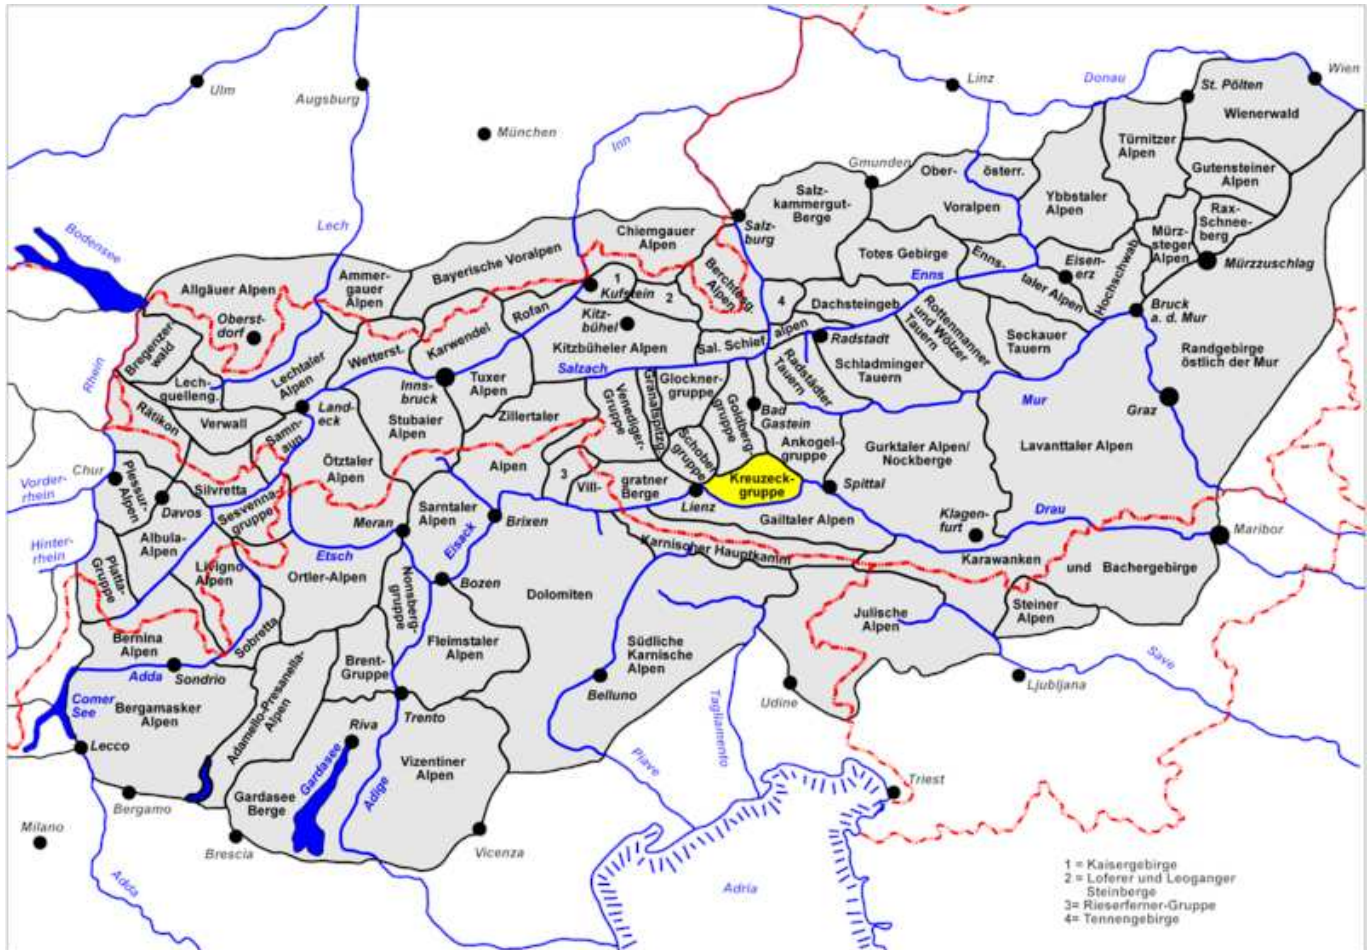 Ulm
Augsburg
München
Inn
Linz
Donau
Wien
St. Pölten
Wienerwald
Türnitzer
Alpen
Gutensteiner
Alpen
Gmunden
Ober-
österr.
Voralpen
Ybbstaler
Alpen
Salz-
kammergut-
Berge
Rax-
Schnee-
berg
Mürz-
steger
Alpen
Mürzzuschlag
Bodensee
Lech
Chiemgauer
Alpen
Salz-
burg
Totes Gebirge
Enns
Enns-
taler Alpen
Eisen-
erz
Hochschwab
Allgäuer Alpen
Ammer-
gauer
Alpen
Bayerische Voralpen
1
Kufstein
2
Berchtesg.
Alpen
4
Dachsteingeb.
Bruck
a. d. Mur
Oberst-
dorf
Bregenzer-
wald
Wetterst.
Karwendel
Rofan
Kitz-
bühel
Kitzbüheler Alpen
Sal. Schief.
alpen
Radstadt
Rottenmanner
und Wölzer
Tauern
Seckauer
Tauern
Randgebirge
östlich der Mur
Rhein
Lech-
quelleng.
Lechtaler
Alpen
Inns-
bruck
Tuxer
Alpen
Salzach
Venediger-
Gruppe
Granatspitzg.
Glockner-
gruppe
Goldberg-
gruppe
Radstädter
Tauern
Schladminger
Tauern
Mur
Graz
Rätikon
Verwall
Land-
eck
Samn-
aun
Stubaier
Alpen
Zillertaler
Alpen
Schober-
gruppe
Bad
Gastein
Ankogel-
gruppe
Gurktaler Alpen/
Nockberge
Lavanttaler Alpen
Chur
Plessur-
Alpen
Davos
Silvretta
Ötztaler
Alpen
3
Vill-
gratner
Berge
Lienz
Kreuzeck-
gruppe
Spittal
Vorder-
rhein
Hinter-
rhein
Sesvenna-
gruppe
Meran
Sarntaler
Alpen
Brixen
Gailtaler Alpen
Klagen-
furt
Drau
Maribor
Albula-
Alpen
Etsch
Eisack
Karnischer Hauptkamm
Karawanken
und Bachergebirge
Platta-
Gruppe
Livigno
Alpen
Ortler-Alpen
Nonsberg-
gruppe
Bozen
Dolomiten
Julische
Alpen
Steiner
Alpen
Bernina
Alpen
Sobretta
Fleimstaler
Alpen
Südliche
Karnische
Alpen
Save
Adda
Sondrio
Brent-
Gruppe
Belluno
Tagliamento
Udine
Ljubljana
Comer
See
Bergamasker
Alpen
Adamello-Presanella-
Alpen
Trento
Riva
Lecco
Gardasee
Adige
Vizentiner
Alpen
Piave
Triest
Bergamo
Gardasee
Berge
Milano
Brescia
Vicenza
Adda
Adria
1 = Kaisergebirge
2 = Loferer und Leoganger
Steinberge
3= Rieserferner-Gruppe
4= Tennengebirge